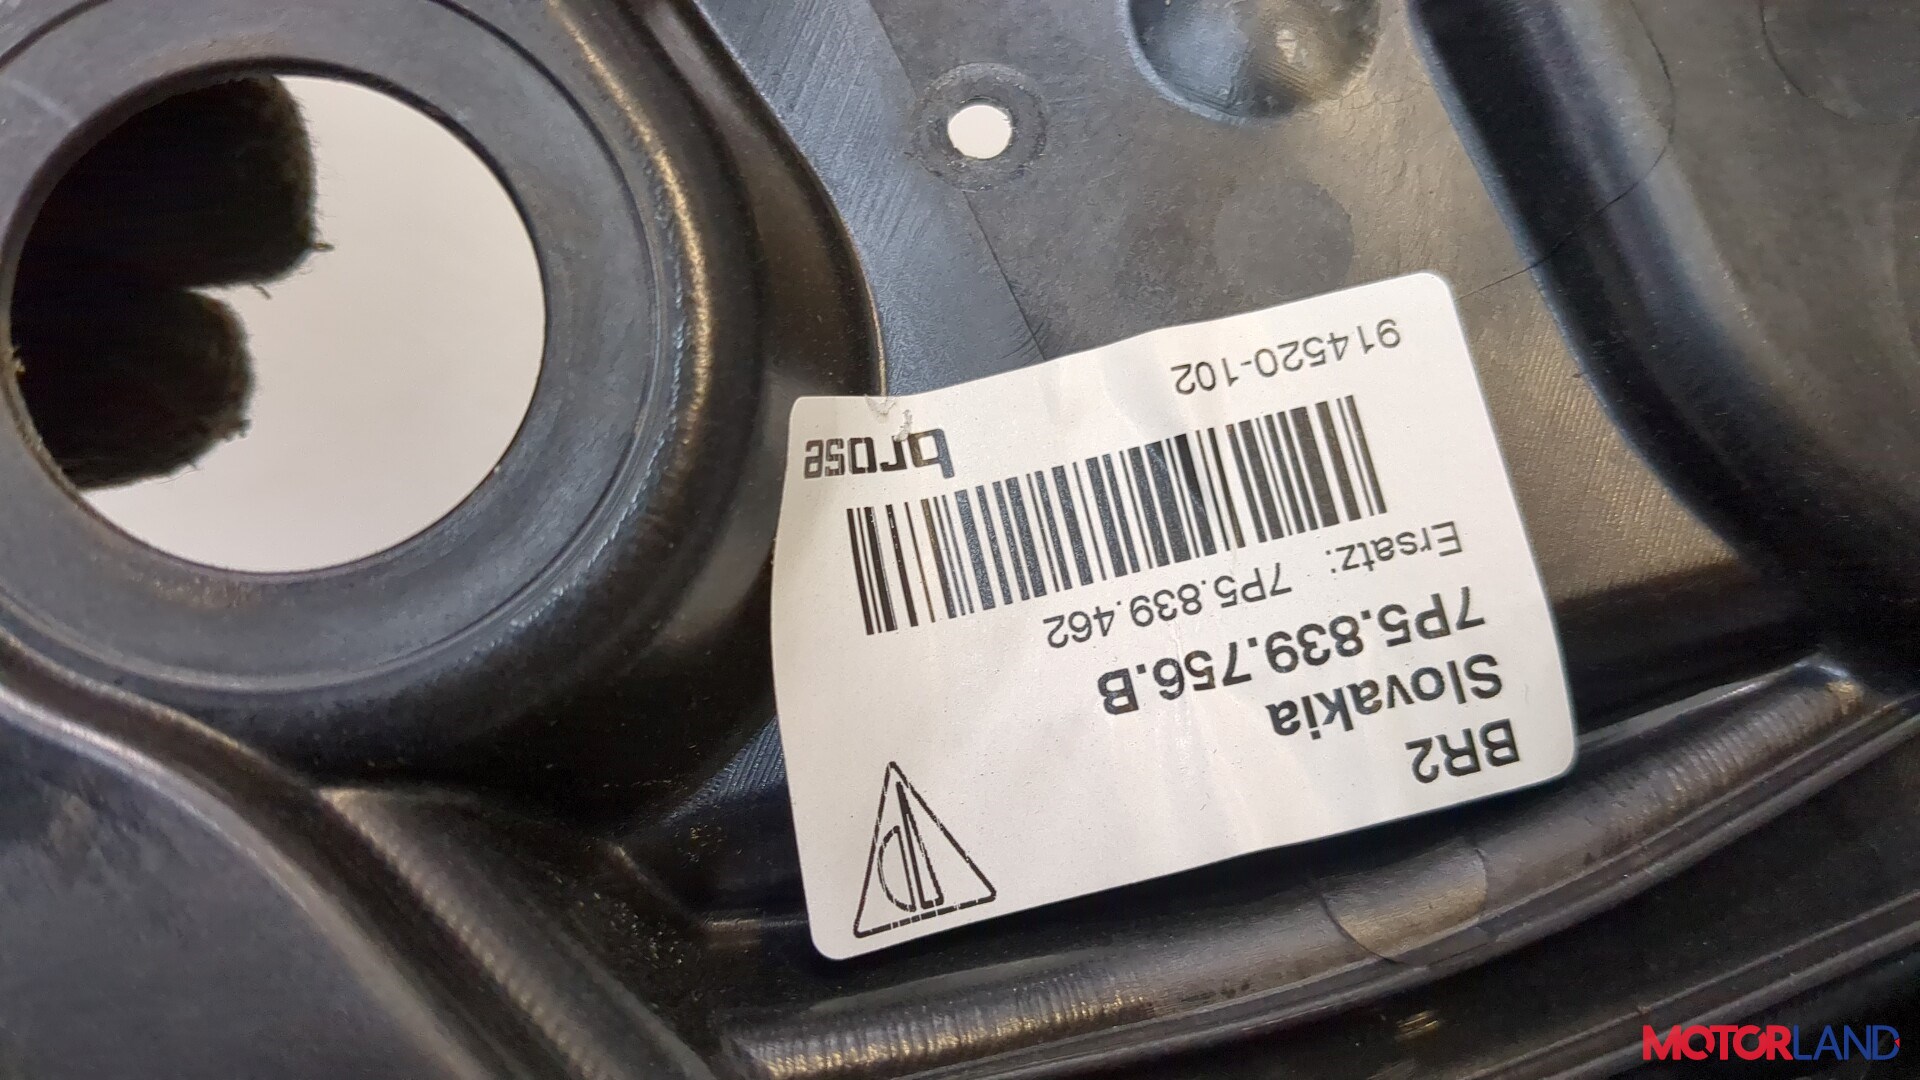 BR2
Slovakia
7P5.839.756.B
Ersatz: 7P5.839.462
brose
914520-102
MOTORLAND